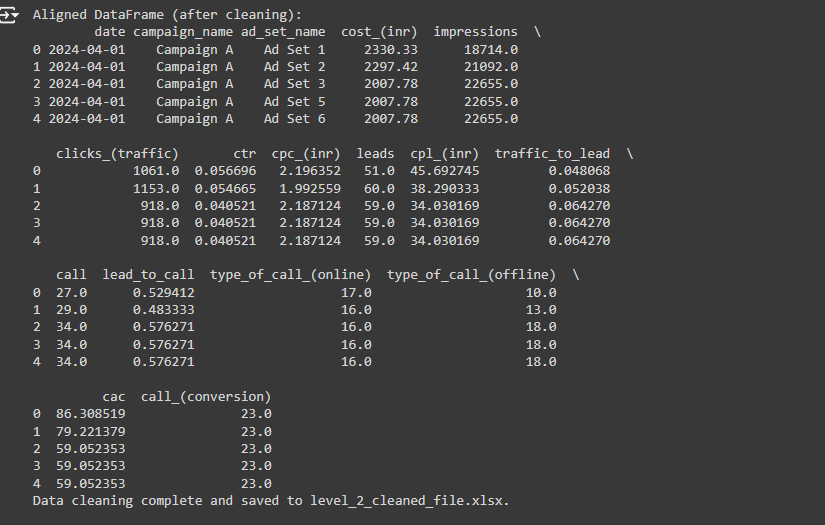 Aligned DataFrame (after cleaning):
date campaign_name ad_set_name cost_(inr) impressions \
0 2024-04-01 Campaign A Ad Set 1 2330.33 18714.0
1 2024-04-01 Campaign A Ad Set 2 2297.42 21092.0
2 2024-04-01 Campaign A Ad Set 3 2007.78 22655.0
3 2024-04-01 Campaign A Ad Set 5 2007.78 22655.0
4 2024-04-01 Campaign A Ad Set 6 2007.78 22655.0
clicks_(traffic) ctr cpc_(inr) leads cpl_(inr) traffic_to_lead \
0 1061.0 0.056696 2.196352 51.0 45.692745 0.048068
1 1153.0 0.054665 1.992559 60.0 38.290333 0.052038
2 918.0 0.040521 2.187124 59.0 34.030169 0.064270
3 918.0 0.040521 2.187124 59.0 34.030169 0.064270
4 918.0 0.040521 2.187124 59.0 34.030169 0.064270
call lead_to_call type_of_call_(online) type_of_call_(offline) \
0 27.0 0.529412 17.0 10.0
1 29.0 0.483333 16.0 13.0
2 34.0 0.576271 16.0 18.0
3 34.0 0.576271 16.0 18.0
4 34.0 0.576271 16.0 18.0
cac call_(conversion)
0 86.308519 23.0
1 79.221379 23.0
2 59.052353 23.0
3 59.052353 23.0
4 59.052353 23.0
Data cleaning complete and saved to level_2_cleaned_file.xlsx.